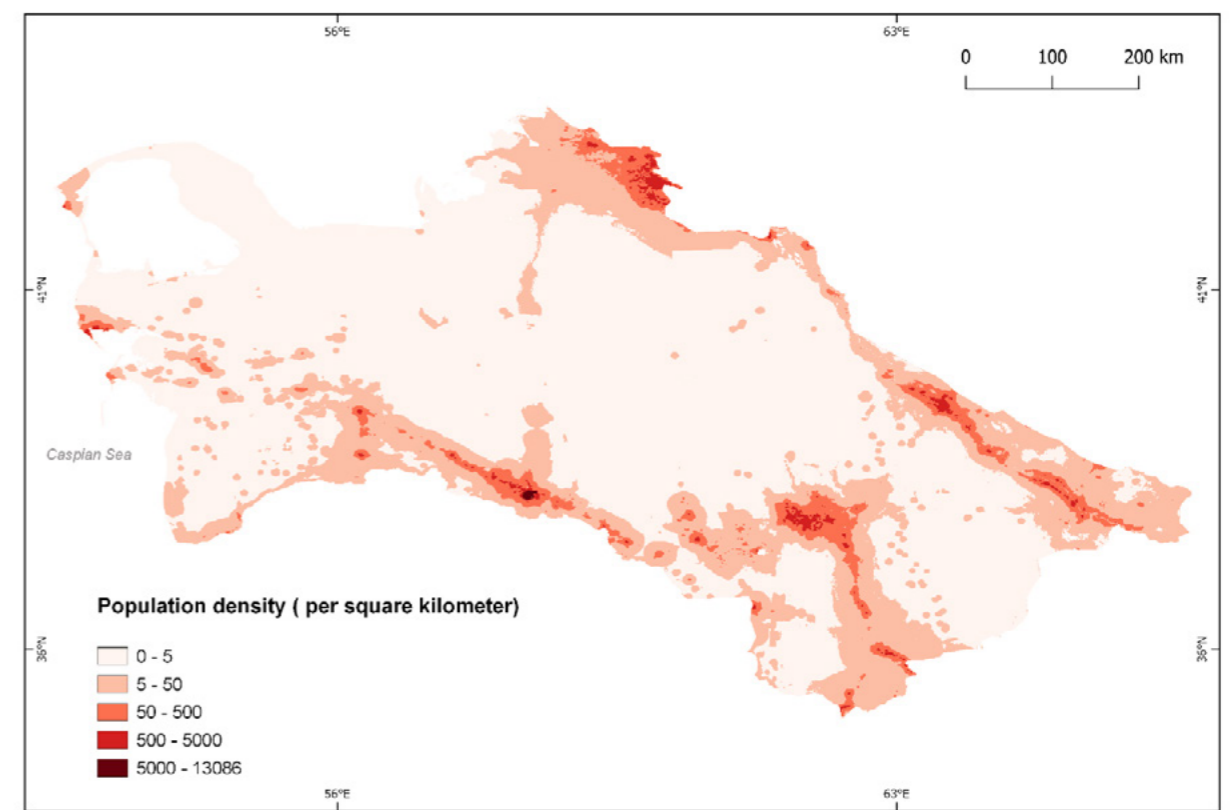 56°E
63°E
0 100 200 km
41°N
41°N
Caspian Sea
Population density ( per square kilometer)
0 - 5
5 - 50
50 - 500
500 - 5000
5000 - 13086
36°N
36°N
56°E
63°E